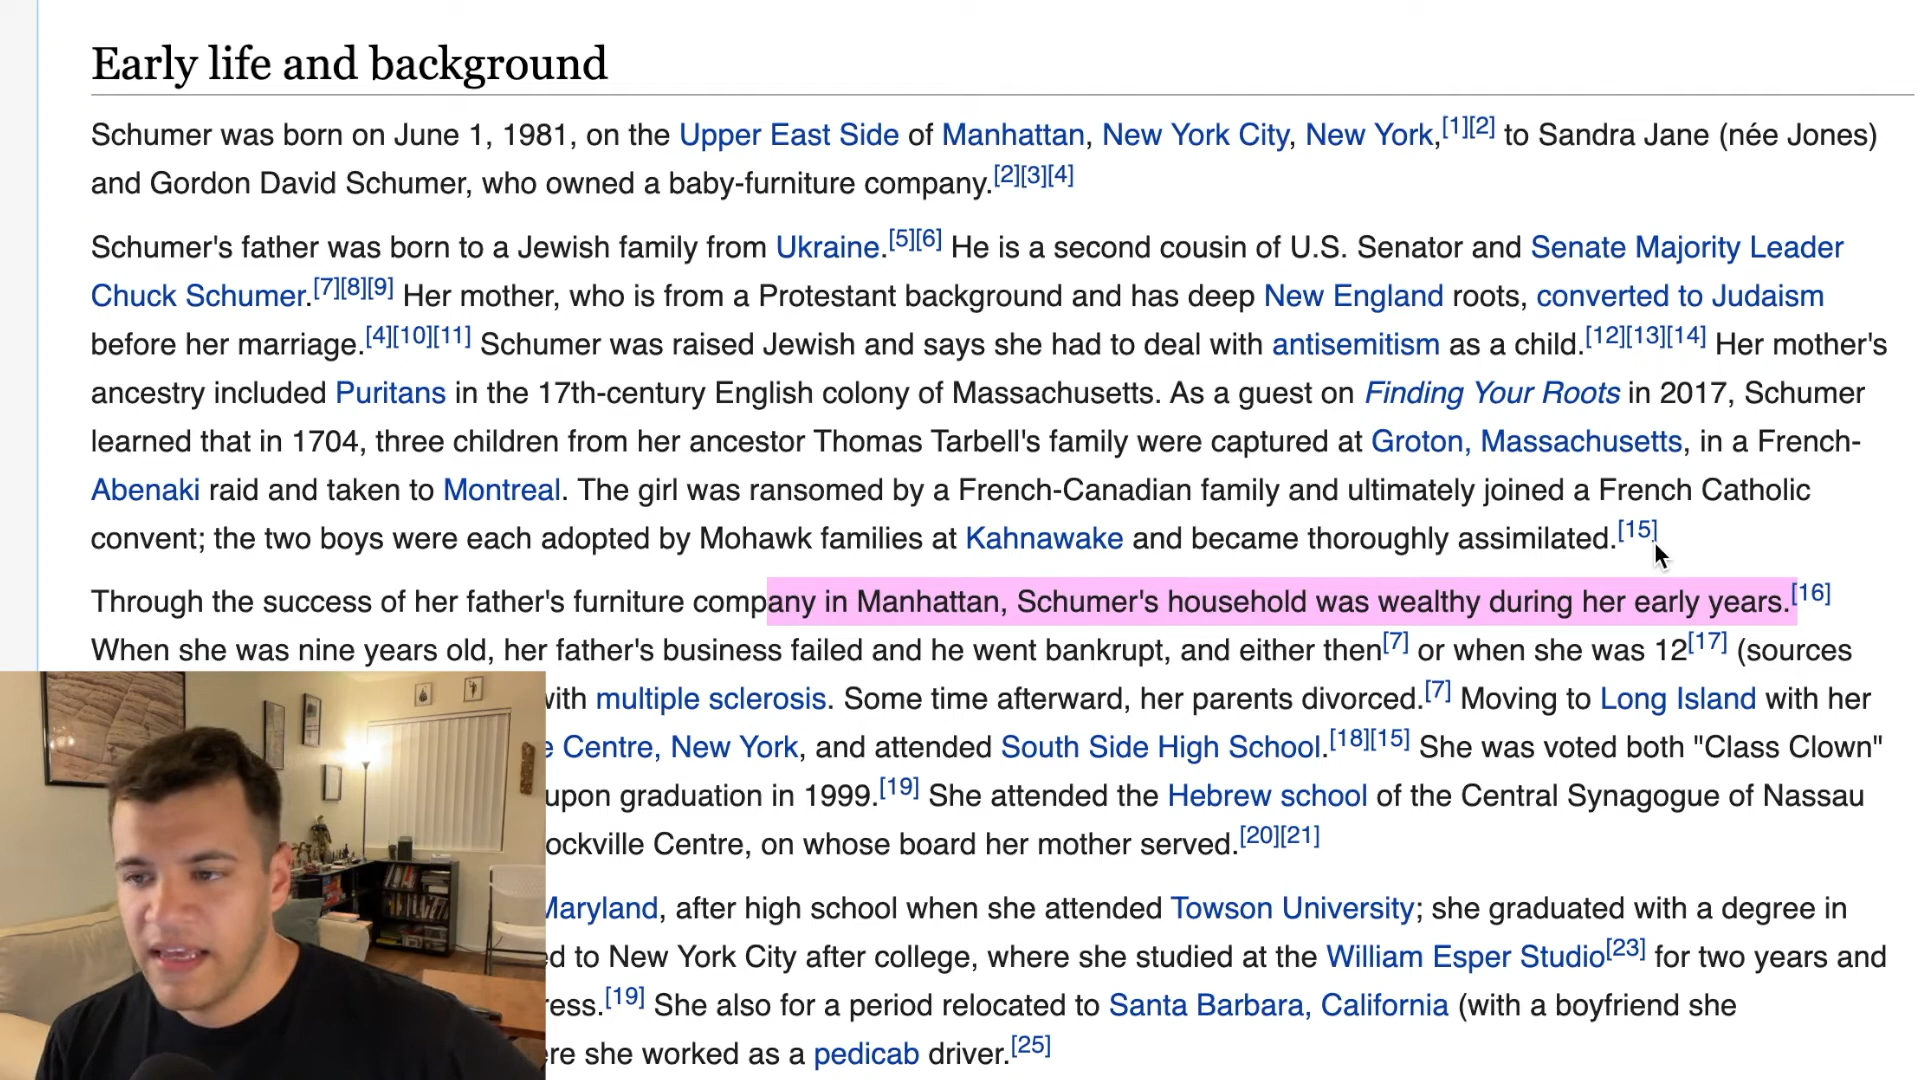 Early life and background
Schumer was born on June 1, 1981, on the Upper East Side of Manhattan, New York City, New York,[1][2] to Sandra Jane (née Jones)
and Gordon David Schumer, who owned a baby-furniture company.[2][3][4]
Schumer's father was born to a Jewish family from Ukraine.[5][6] He is a second cousin of U.S. Senator and Senate Majority Leader
Chuck Schumer.[7][8][9] Her mother, who is from a Protestant background and has deep New England roots, converted to Judaism
before her marriage.[4][10][11] Schumer was raised Jewish and says she had to deal with antisemitism as a child.[12][13][14] Her mother's
ancestry included Puritans in the 17th-century English colony of Massachusetts. As a guest on Finding Your Roots in 2017, Schumer
learned that in 1704, three children from her ancestor Thomas Tarbell's family were captured at Groton, Massachusetts, in a French-
Abenaki raid and taken to Montreal. The girl was ransomed by a French-Canadian family and ultimately joined a French Catholic
convent; the two boys were each adopted by Mohawk families at Kahnawake and became thoroughly assimilated.[15]
Through the success of her father's furniture company in Manhattan, Schumer's household was wealthy during her early years.[16]
When she was nine years old, her father's business failed and he went bankrupt, and either then[7] or when she was 12[17] (sources
with multiple sclerosis. Some time afterward, her parents divorced.[7] Moving to Long Island with her
e Centre, New York, and attended South Side High School.[18][15] She was voted both "Class Clown"
upon graduation in 1999.[19] She attended the Hebrew school of the Central Synagogue of Nassau
ockville Centre, on whose board her mother served.[20][21]
Maryland, after high school when she attended Towson University; she graduated with a degree in
ed to New York City after college, where she studied at the William Esper Studio[23] for two years and
ress.[19] She also for a period relocated to Santa Barbara, California (with a boyfriend she
ere she worked as a pedicab driver.[25]